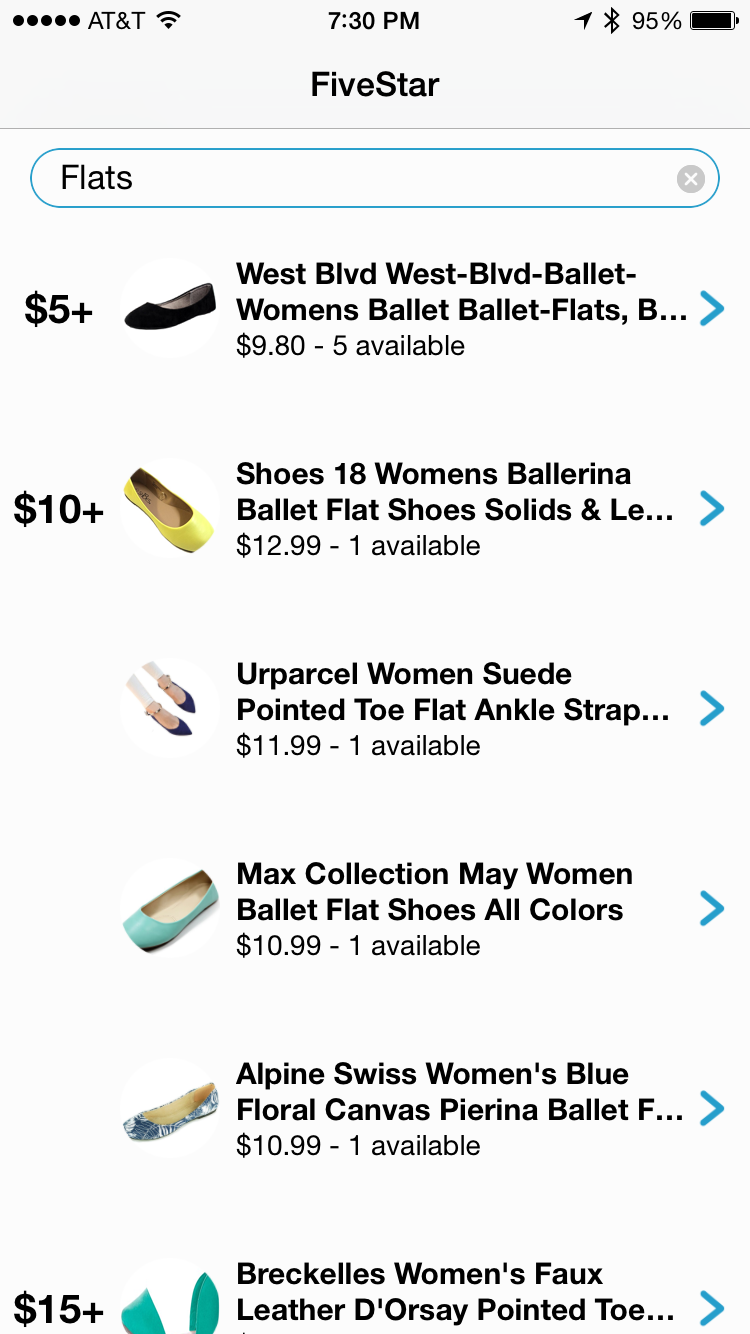 AT&T 7:30 PM 95%
FiveStar
Flats
$5+
West Blvd West-Blvd-Ballet-
Womens Ballet Ballet-Flats, B...
$9.80 - 5 available
$10+
Shoes 18 Womens Ballerina
Ballet Flat Shoes Solids & Le...
$12.99 - 1 available
Urparcel Women Suede
Pointed Toe Flat Ankle Strap...
$11.99 - 1 available
Max Collection May Women
Ballet Flat Shoes All Colors
$10.99 - 1 available
Alpine Swiss Women's Blue
Floral Canvas Pierina Ballet F...
$10.99 - 1 available
$15+
Breckelles Women's Faux
Leather D'Orsay Pointed Toe...